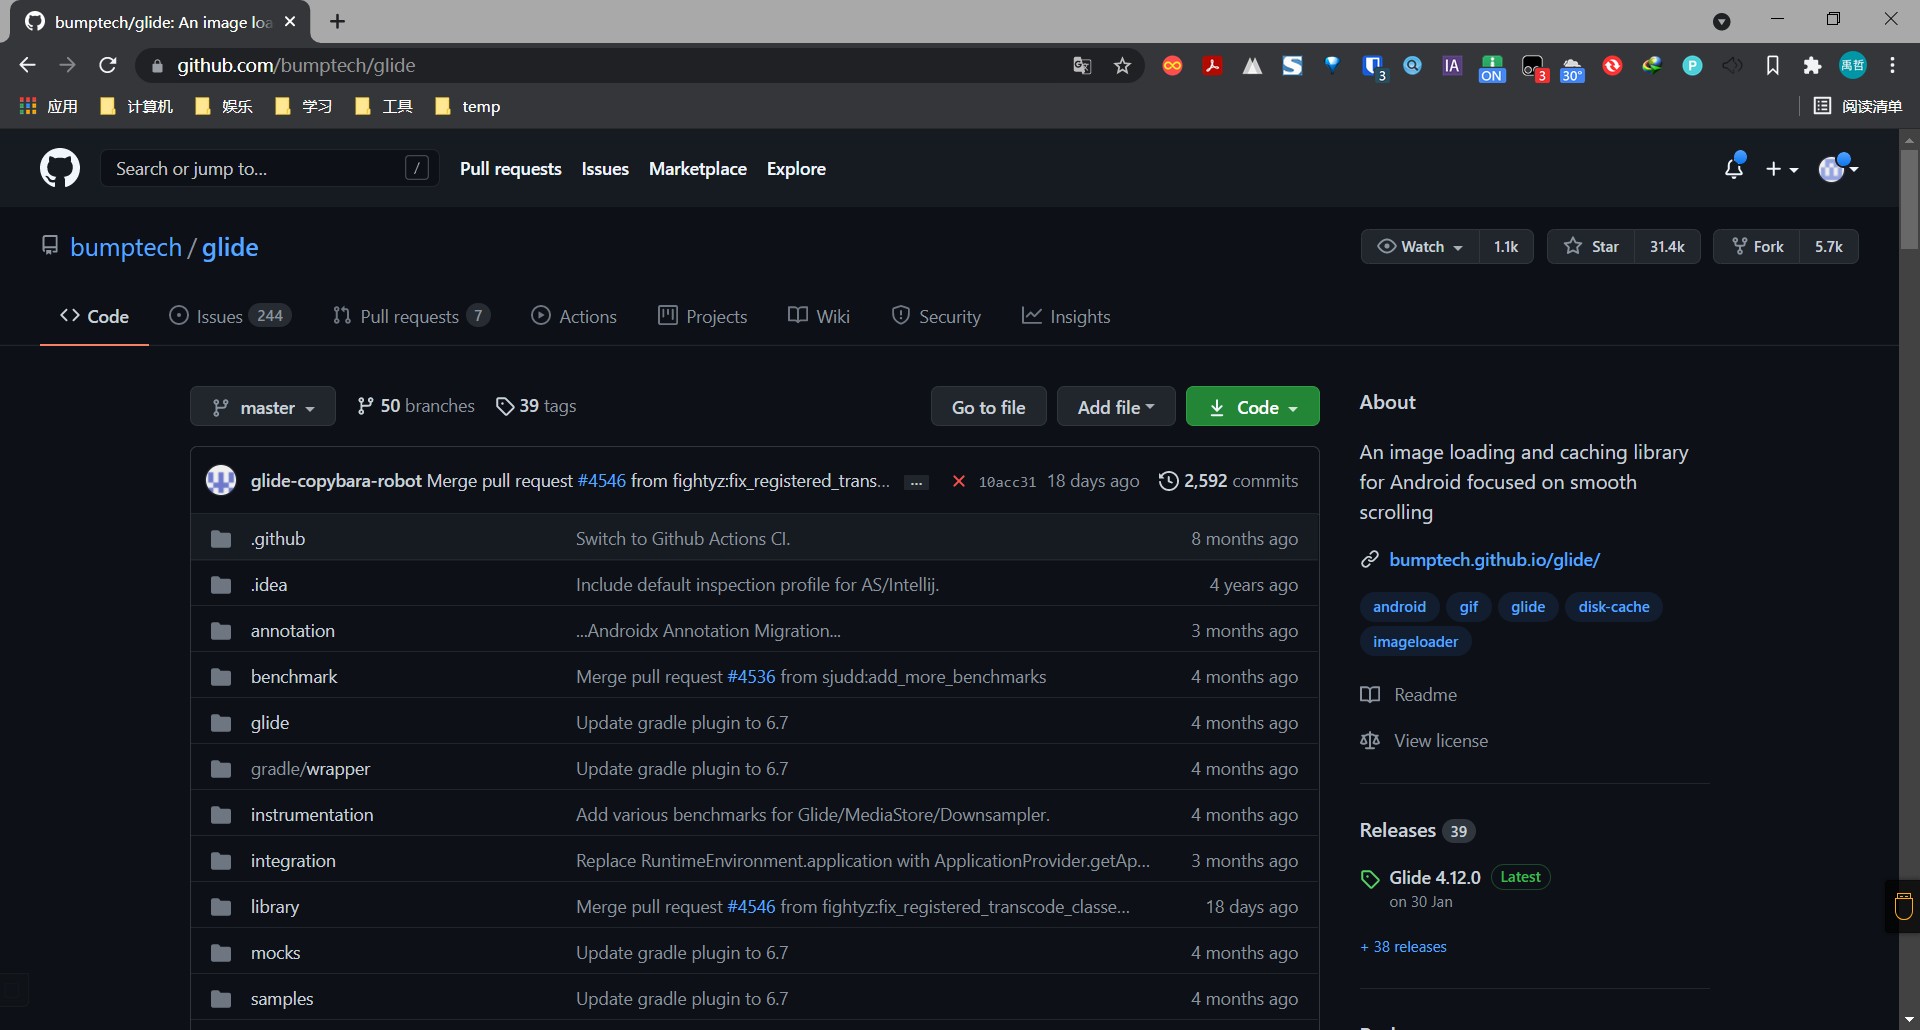 bumptech/glide: An image loa
github.com/bumptech/glide
3
IA
ON
3
30°
P
禹哲
应用
计算机
娱乐
学习
工具
temp
阅读清单
Search or jump to...
/
Pull requests
Issues
Marketplace
Explore
bumptech / glide
Watch
1.1k
Star
31.4k
Fork
5.7k
Code
Issues 244
Pull requests 7
Actions
Projects
Wiki
Security
Insights
master
50 branches
39 tags
Go to file
Add file
Code
glide-copybara-robot Merge pull request #4546 from fightyz:fix_registered_trans... ... 10acc31 18 days ago 2,592 commits
.github Switch to Github Actions CI. 8 months ago
.idea Include default inspection profile for AS/Intellij. 4 years ago
annotation ...Androidx Annotation Migration... 3 months ago
benchmark Merge pull request #4536 from sjudd:add_more_benchmarks 4 months ago
glide Update gradle plugin to 6.7 4 months ago
gradle/wrapper Update gradle plugin to 6.7 4 months ago
instrumentation Add various benchmarks for Glide/MediaStore/Downsampler. 4 months ago
integration Replace RuntimeEnvironment.application with ApplicationProvider.getAp... 3 months ago
library Merge pull request #4546 from fightyz:fix_registered_transcode_classe... 18 days ago
mocks Update gradle plugin to 6.7 4 months ago
samples Update gradle plugin to 6.7 4 months ago
About
An image loading and caching library
for Android focused on smooth
scrolling
bumptech.github.io/glide/
android gif glide disk-cache
imageloader
Readme
View license
Releases 39
Glide 4.12.0 Latest
on 30 Jan
+ 38 releases